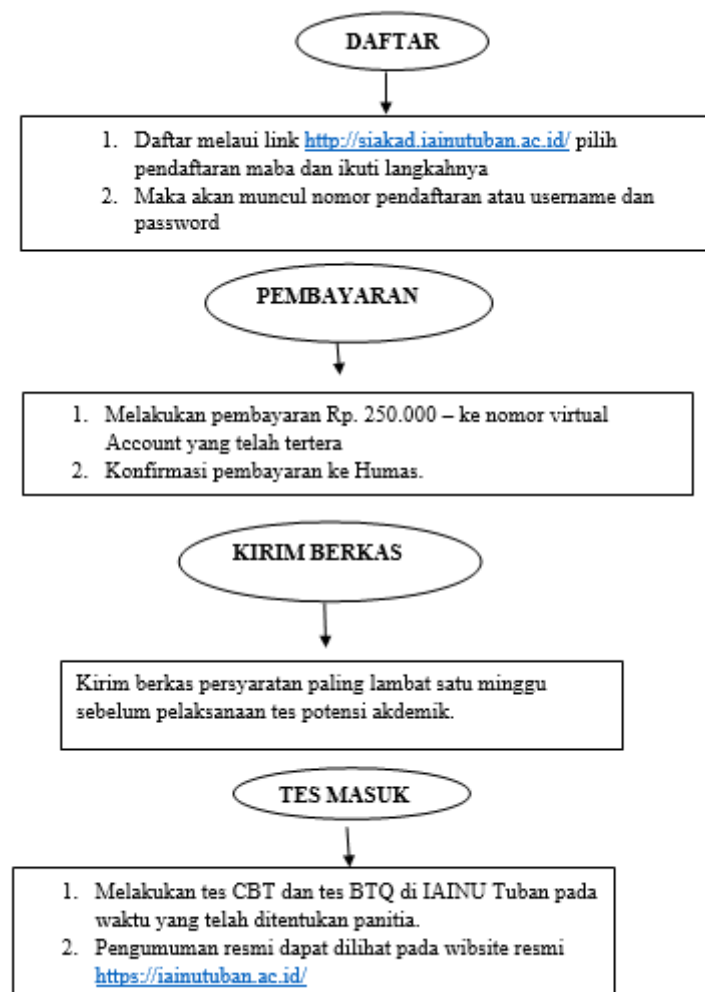 DAFTAR
1. Daftar melaui link http://siakad.iainutuban.ac.id/ pilih
pendaftaran maba dan ikuti langkahnya
2. Maka akan muncul nomor pendaftaran atau username dan
password
PEMBAYARAN
1. Melakukan pembayaran Rp. 250.000 – ke nomor virtual
Account yang telah tertera
2. Konfirmasi pembayaran ke Humas.
KIRIM BERKAS
Kirim berkas persyaratan paling lambat satu minggu
sebelum pelaksanaan tes potensi akdemik.
TES MASUK
1. Melakukan tes CBT dan tes BTQ di IAINU Tuban pada
waktu yang telah ditentukan panitia.
2. Pengumuman resmi dapat dilihat pada wibsite resmi
https://iainutuban.ac.id/